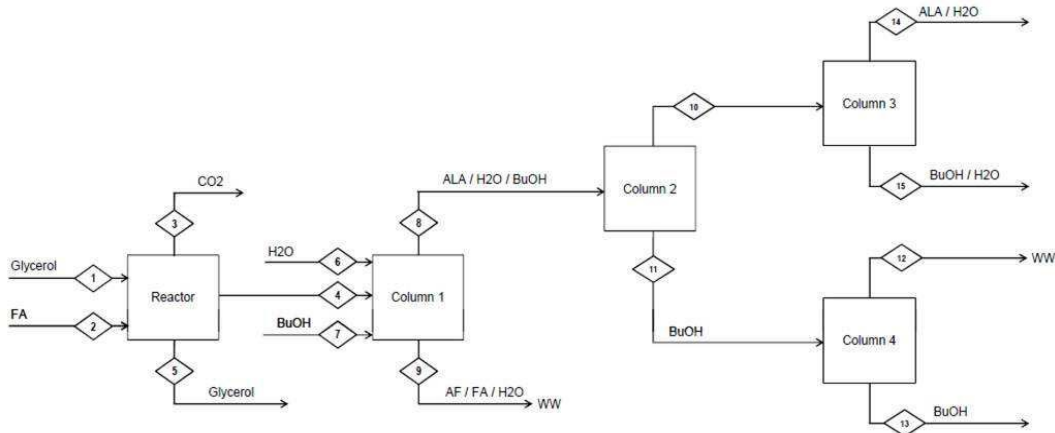 14
ALA / H2O
Column 3
10
15
BuOH / H2O
Column 2
ALA / H2O / BuOH
8
CO2
3
H2O
6
Glycerol
1
Reactor
4
Column 1
FA
2
BuOH
7
5
Glycerol
9
AF / FA / H2O
WW
11
BuOH
12
WW
Column 4
13
BuOH